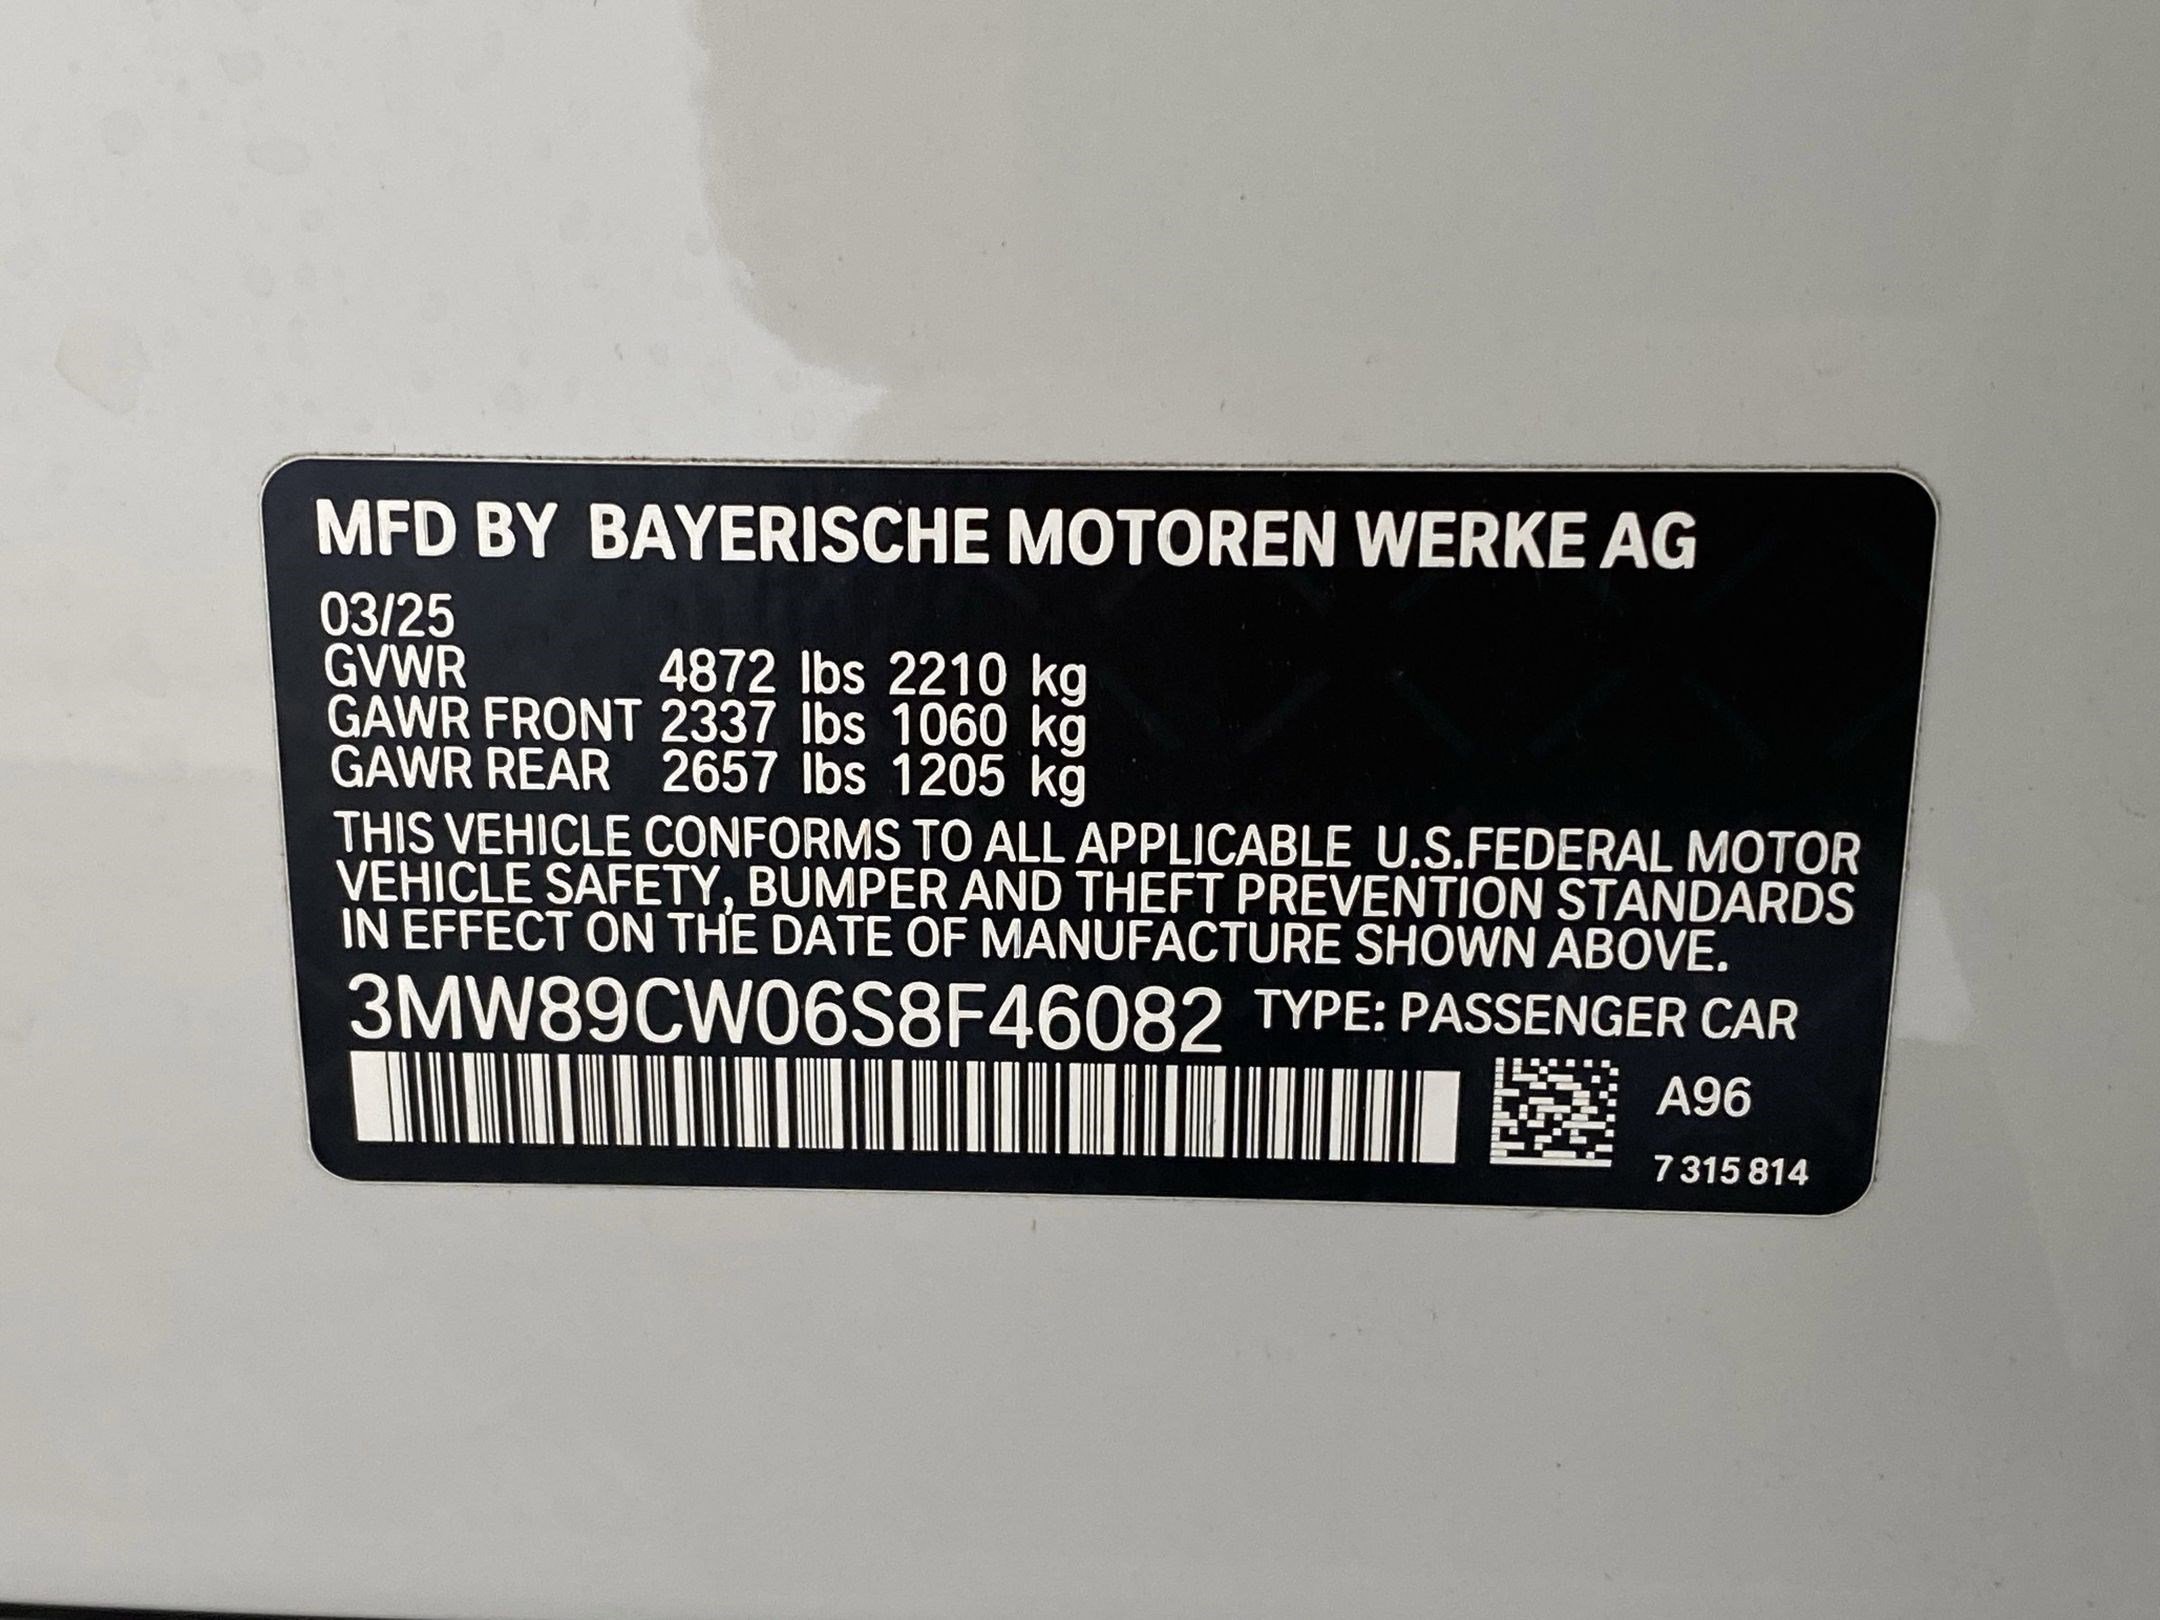 MFD BY BAYERISCHE MOTOREN WERKE AG
03/25
GVWR 4872 lbs 2210 kg
GAWR FRONT 2337 lbs 1060 kg
GAWR REAR 2657 lbs 1205 kg
THIS VEHICLE CONFORMS TO ALL APPLICABLE U.S.FEDERAL MOTOR
VEHICLE SAFETY, BUMPER AND THEFT PREVENTION STANDARDS
IN EFFECT ON THE DATE OF MANUFACTURE SHOWN ABOVE.
3MW89CW06S8F46082 TYPE: PASSENGER CAR
A96
7 315 814